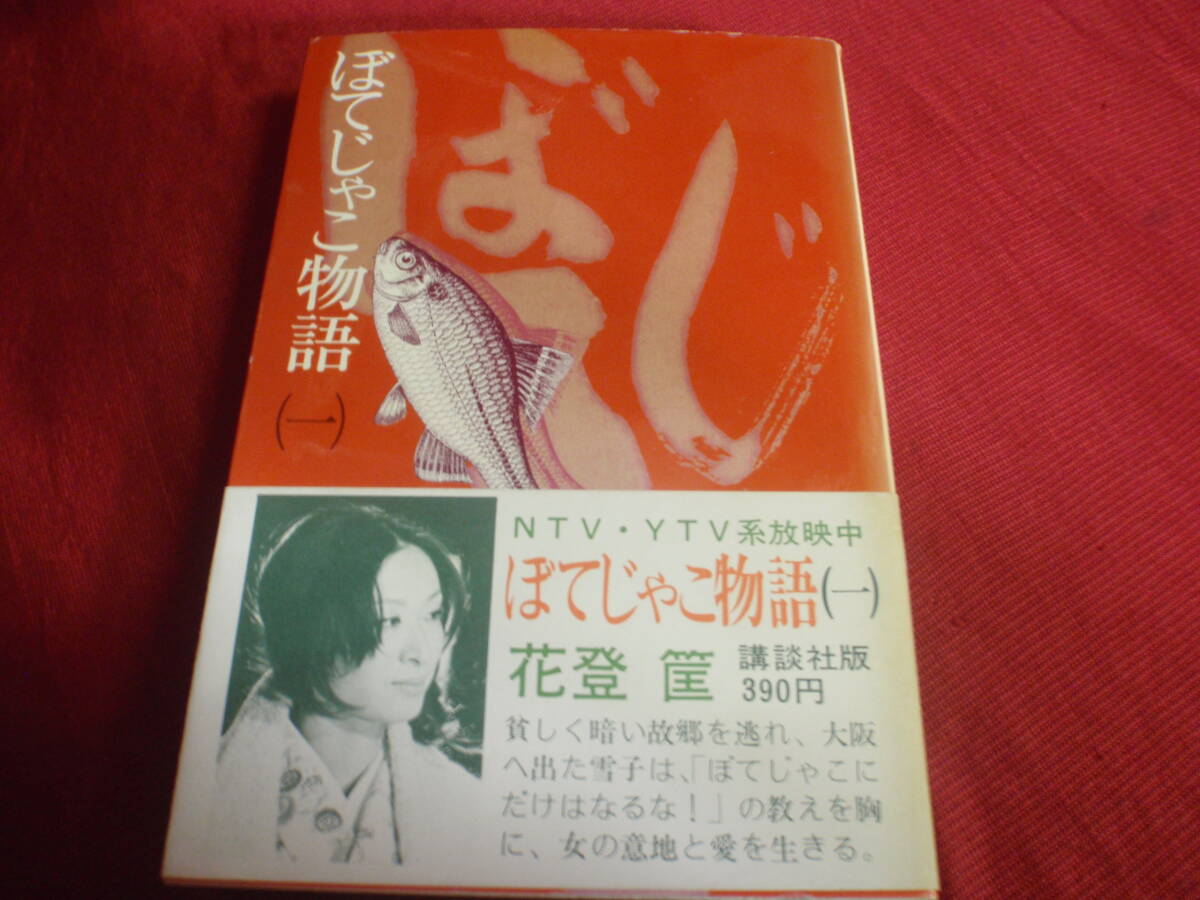 ぼてじゃこ物語
(一)
ぼてじ
NTV・YTV系放映中
ぼてじゃこ物語(一)
花登 筐
講談社版
390円
貧しく暗い故郷を逃れ、大阪
へ出た雪子は、「ぼてじゃこに
だけはなるな！」の教えを胸
に、女の意地と愛を生きる。